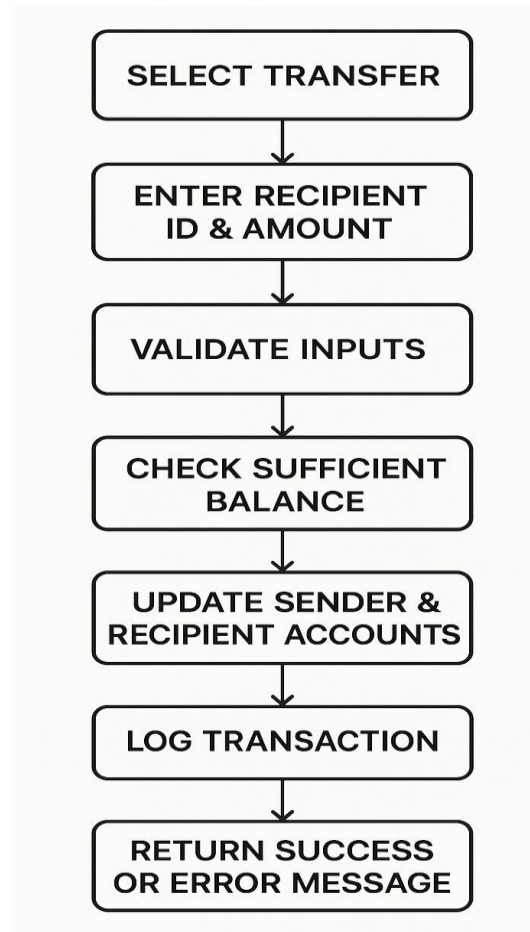 SELECT TRANSFER
ENTER RECIPIENT
ID & AMOUNT
VALIDATE INPUTS
CHECK SUFFICIENT
BALANCE
UPDATE SENDER &
RECIPIENT ACCOUNTS
LOG TRANSACTION
RETURN SUCCESS
OR ERROR MESSAGE